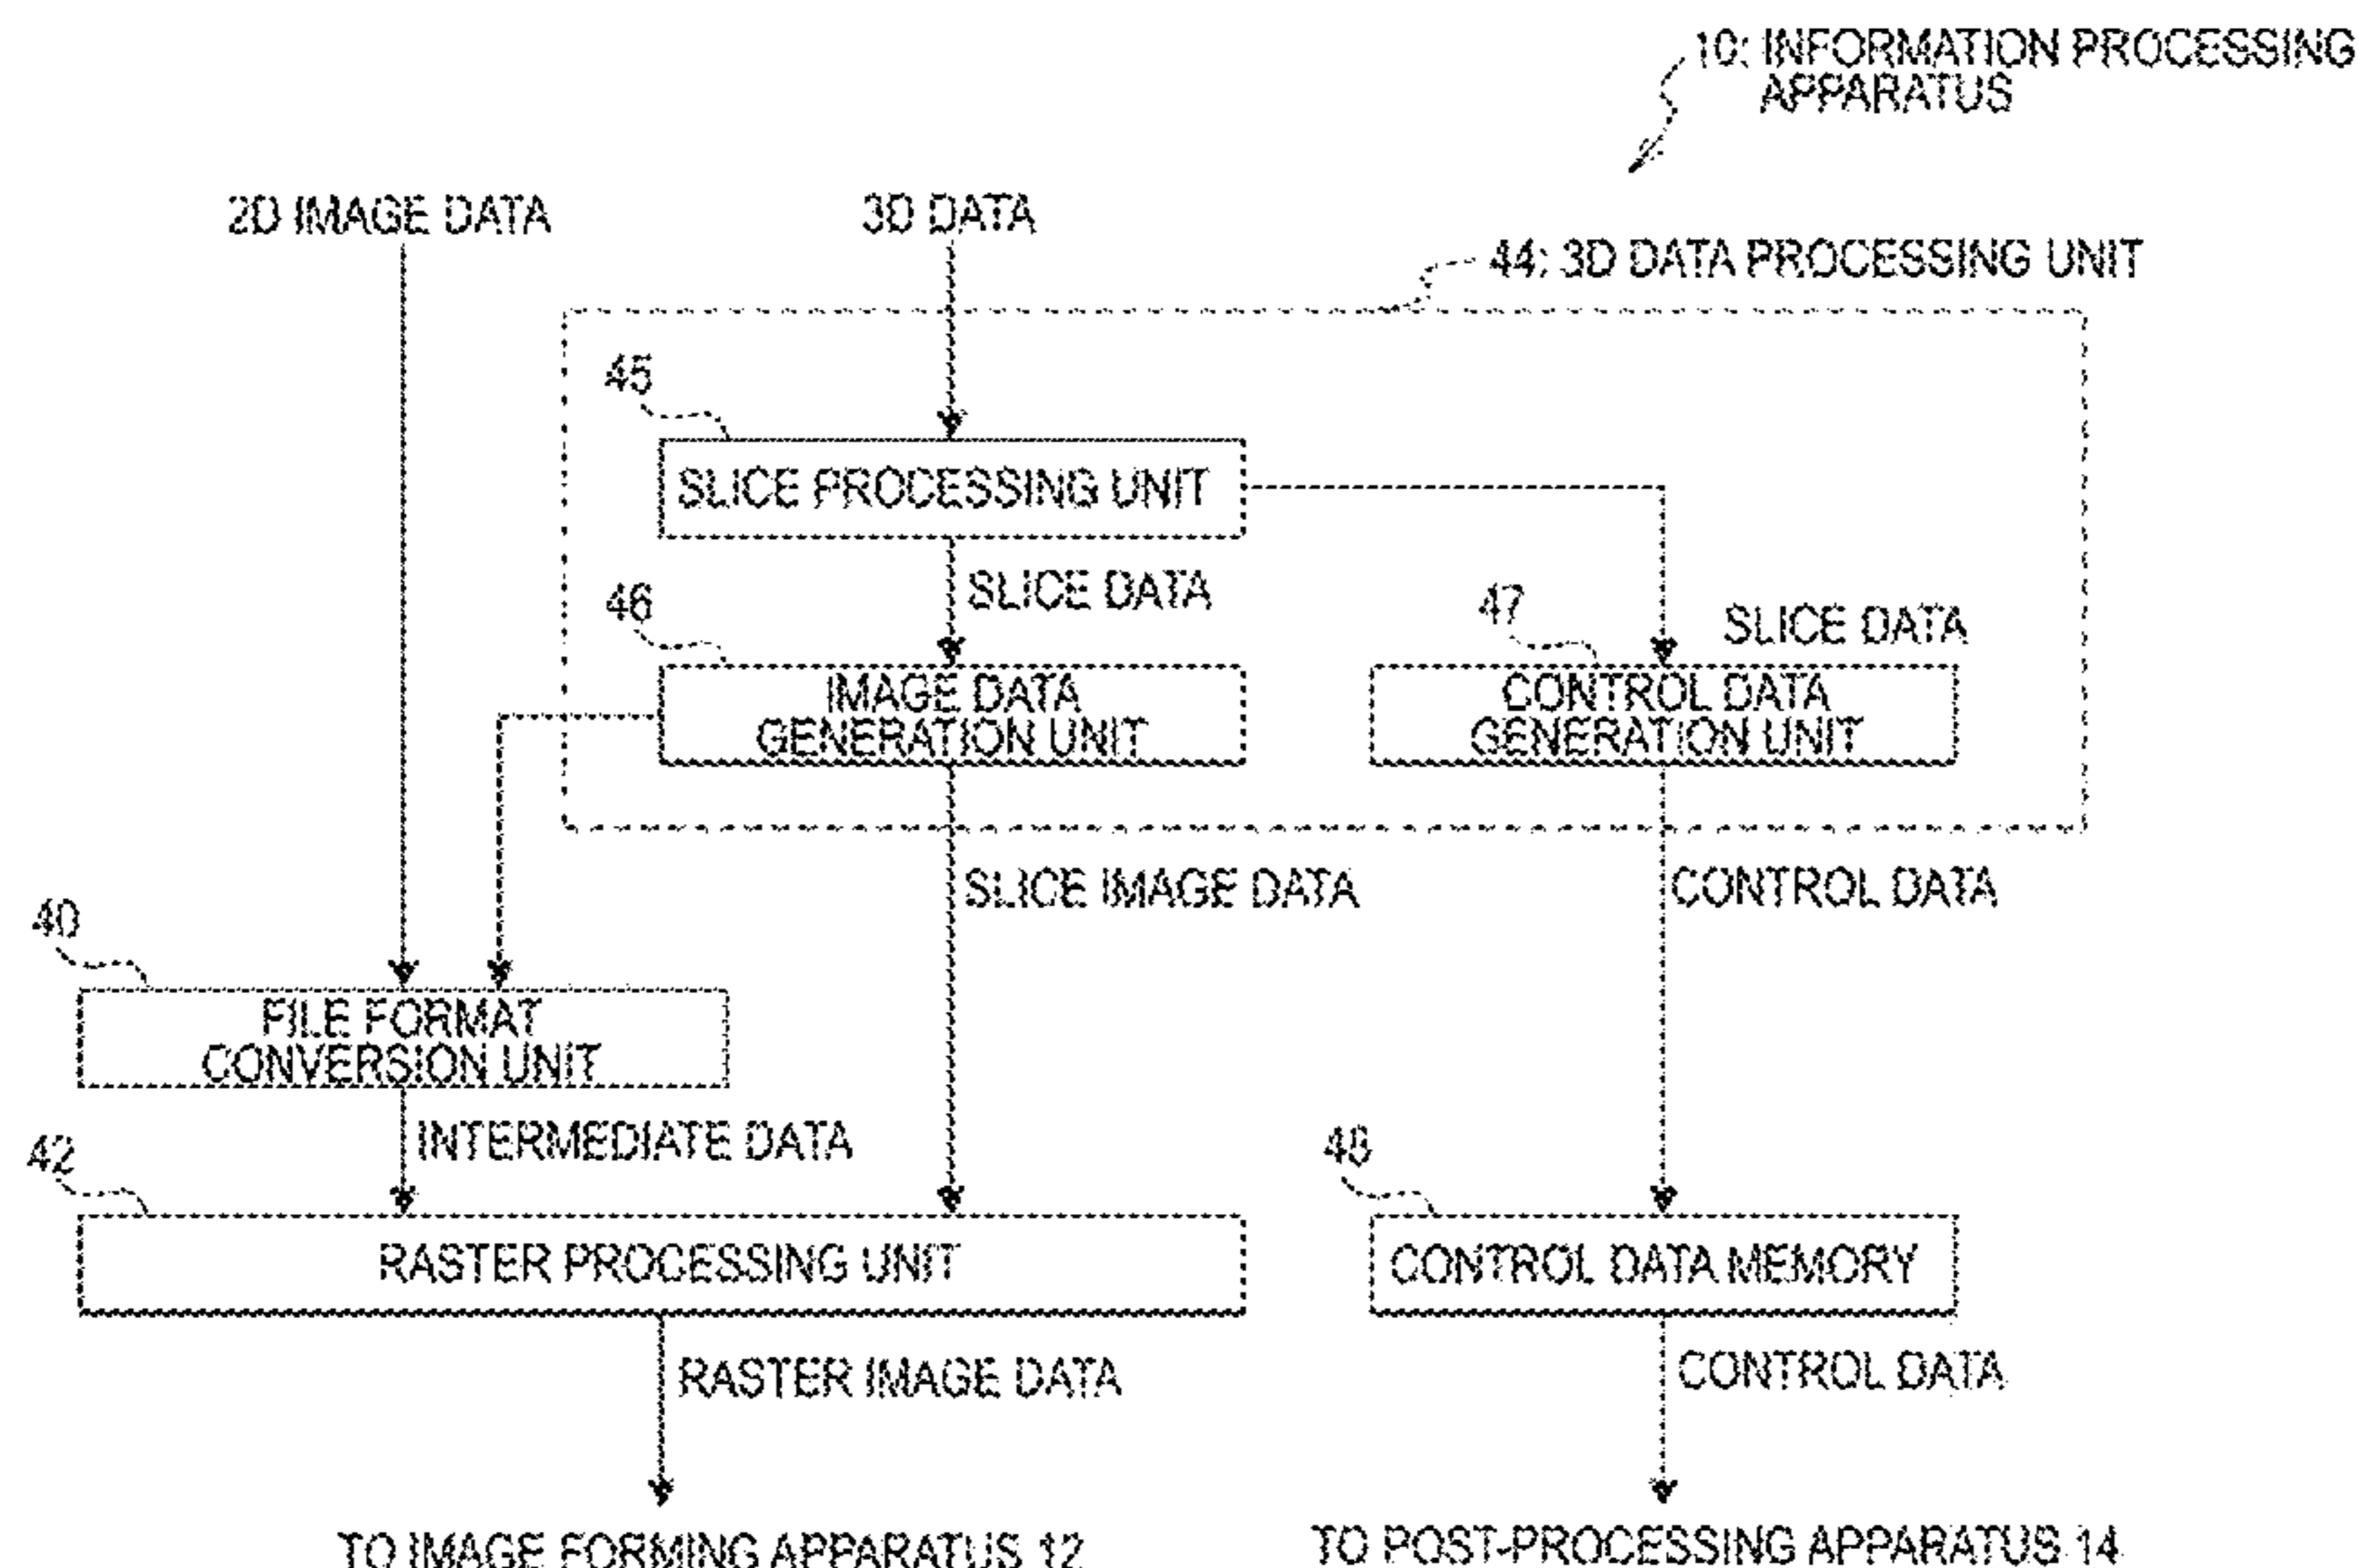 10: INFORMATION PROCESSING
APPARATUS
2D IMAGE DATA
3D DATA
44: 3D DATA PROCESSING UNIT
45
SLICE PROCESSING UNIT
SLICE DATA
46
47
SLICE DATA
IMAGE DATA
GENERATION UNIT
CONTROL DATA
GENERATION UNIT
SLICE IMAGE DATA
CONTROL DATA
40
FILE FORMAT
CONVERSION UNIT
INTERMEDIATE DATA
42
48
RASTER PROCESSING UNIT
CONTROL DATA MEMORY
RASTER IMAGE DATA
CONTROL DATA
TO IMAGE FORMING APPARATUS 12
TO POST-PROCESSING APPARATUS 14